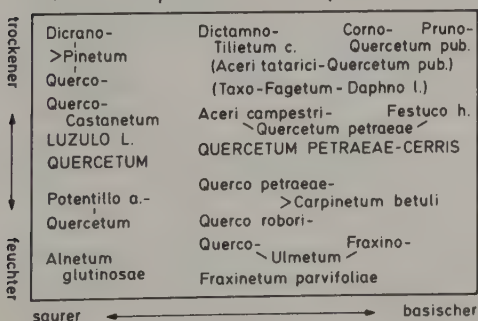 trockener
feuchter
Dicrano-
>Pinetum
Querco-
Querco-
Castanetum
LUZULO L.
QUERCETUM
Potentillo a.-
Quercetum
Alnetum
glutinosae
Dictamno- Corno- Pruno-
Tilietum c. Quercetum pub.
(Aceri tatarici-Quercetum pub.)
(Taxo-Fagetum-Daphno l.)
Aceri campestri- Festuco h.
Quercetum petraeae
QUERCETUM PETRAEAE-CERRIS
Querco petraeae-
>Carpinetum betuli
Querco robori-
Querco- Fraxino-
Ulmetum
Fraxinetum parvifoliae
saurer basischer